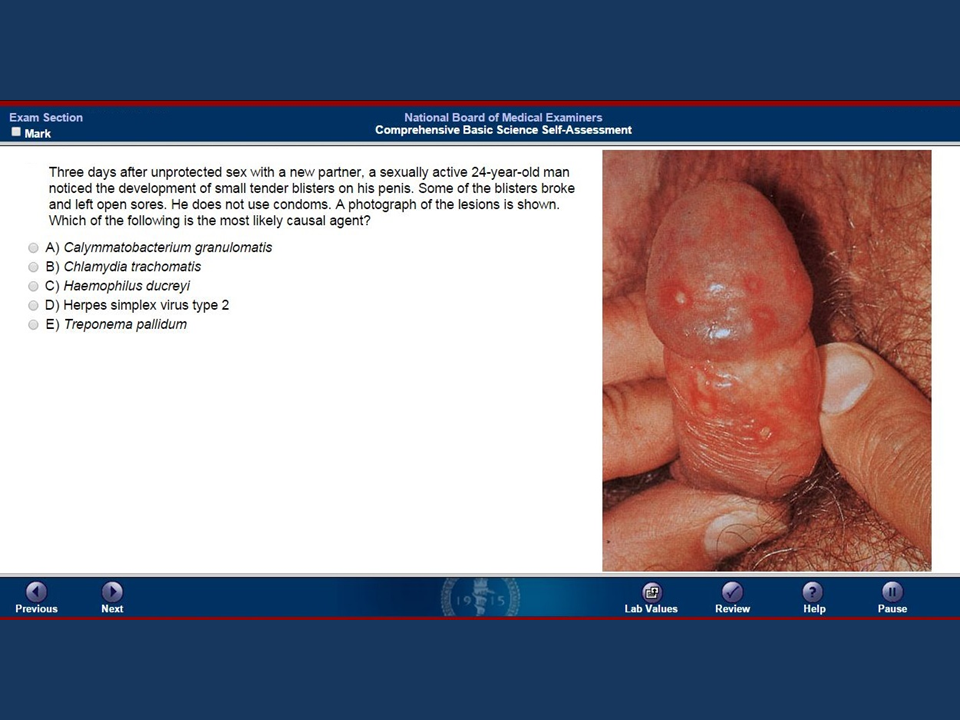 Exam Section
Mark
National Board of Medical Examiners
Comprehensive Basic Science Self-Assessment
Three days after unprotected sex with a new partner, a sexually active 24-year-old man
noticed the development of small tender blisters on his penis. Some of the blisters broke
and left open sores. He does not use condoms. A photograph of the lesions is shown.
Which of the following is the most likely causal agent?
A) Calymmatobacterium granulomatis
B) Chlamydia trachomatis
C) Haemophilus ducreyi
D) Herpes simplex virus type 2
E) Treponema pallidum
1915
Previous
Next
Lab Values
Review
Help
Pause